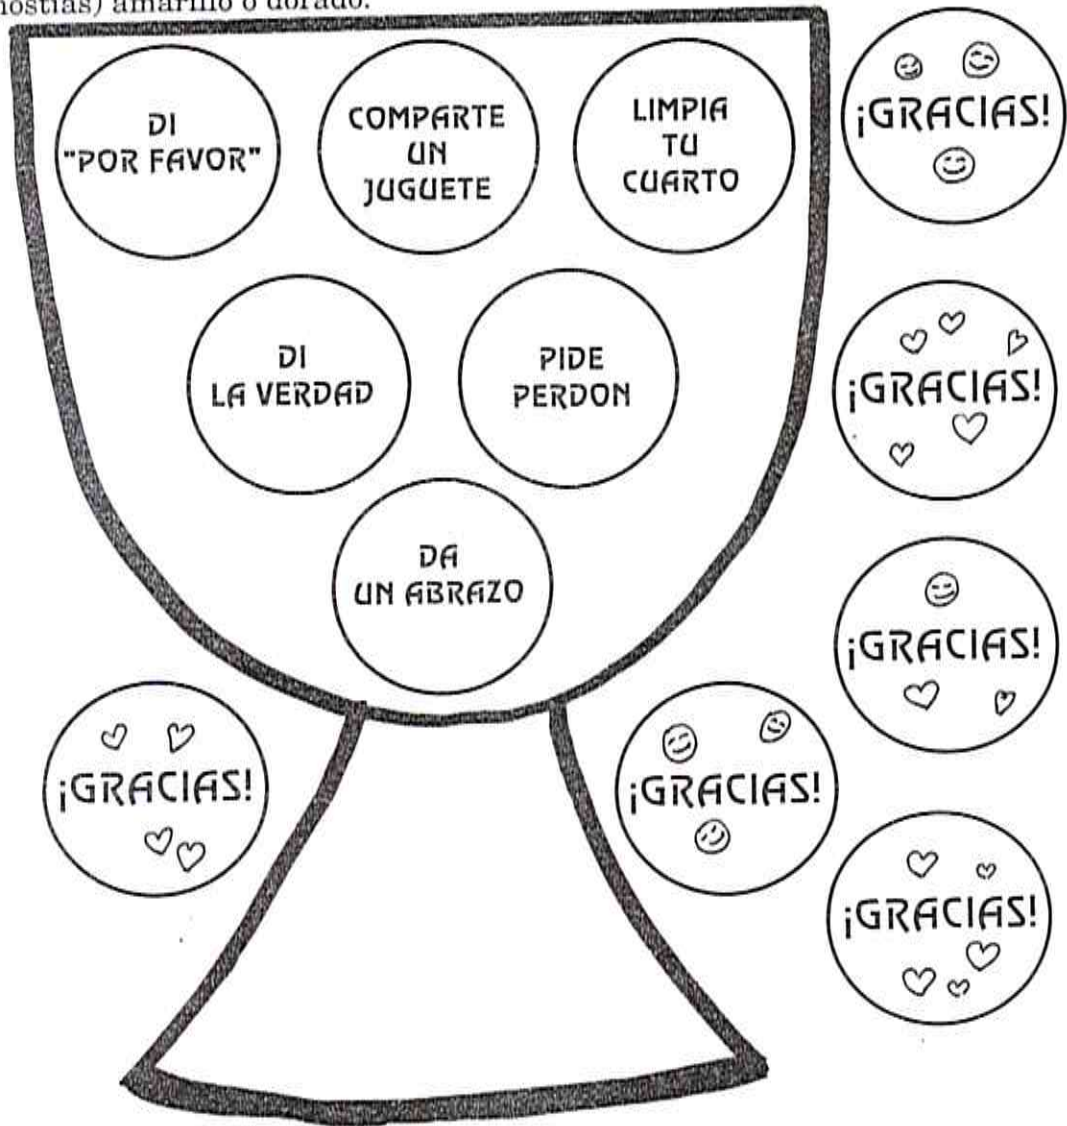 hostias) amarillo o dorado.
DI
"POR FAVOR"
COMPARTE
UN
JUGUETE
LIMPIA
TU
CUARTO
¡GRACIAS!
DI
LA VERDAD
PIDE
PERDON
¡GRACIAS!
DA
UN ABRAZO
¡GRACIAS!
¡GRACIAS!
¡GRACIAS!
¡GRACIAS!